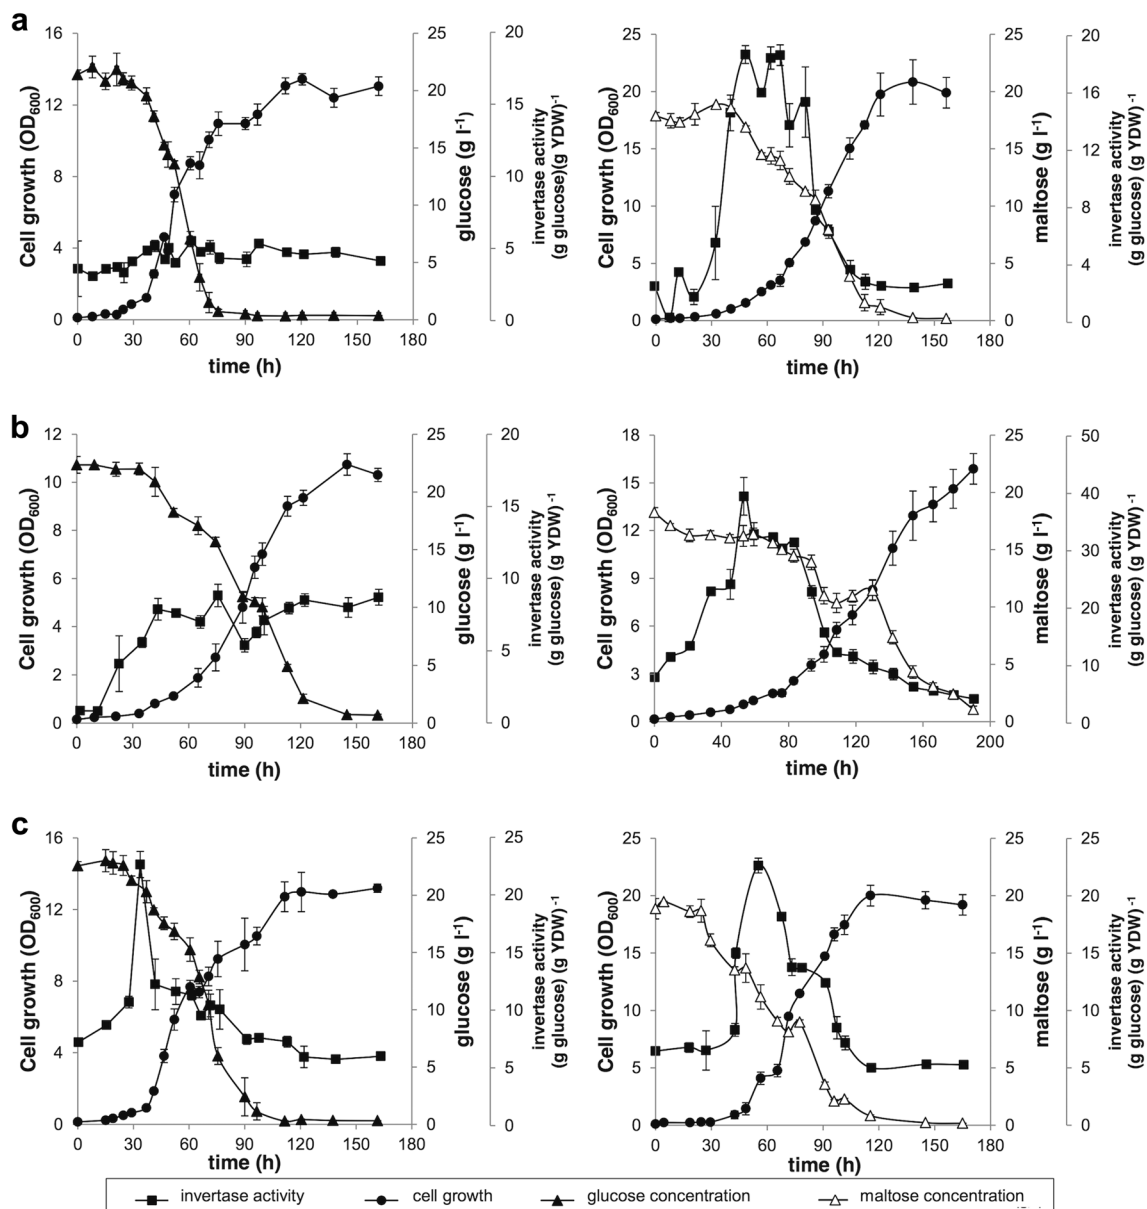 a
16
12
8
4
0
Cell growth (OD600)
0 30 60 90 120 150 180
time (h)
25
20
15
10
5
0
glucose (g l-1)
20
15
10
5
0
invertase activity
(g glucose)(g YDW)-1
25
20
15
10
5
0
Cell growth (OD600)
0 30 60 90 120 150 180
time (h)
25
20
15
10
5
0
maltose (g l-1)
20
16
12
8
4
0
invertase activity
(g glucose) (g YDW)-1
b
12
10
8
6
4
2
0
Cell growth (OD600)
0 30 60 90 120 150 180
time (h)
25
20
15
10
5
0
glucose (g l-1)
20
15
10
5
0
invertase activity
(g glucose) (g YDW)-1
18
15
12
9
6
3
0
Cell growth (OD600)
0 40 80 120 160 200
time (h)
25
20
15
10
5
0
maltose (g l-1)
50
40
30
20
10
0
invertase activity
(g glucose) (g YDW)-1
c
16
12
8
4
0
Cell growth (OD600)
0 30 60 90 120 150 180
time (h)
25
20
15
10
5
0
glucose (g l-1)
25
20
15
10
5
0
invertase activity
(g glucose) (g YDW)-1
25
20
15
10
5
0
Cell growth (OD600)
0 30 60 90 120 150 180
time (h)
25
20
15
10
5
0
maltose (g l-1)
25
20
15
10
5
0
invertase activity
(g glucose) (g YDW)-1
invertase activity cell growth glucose concentration maltose concentration